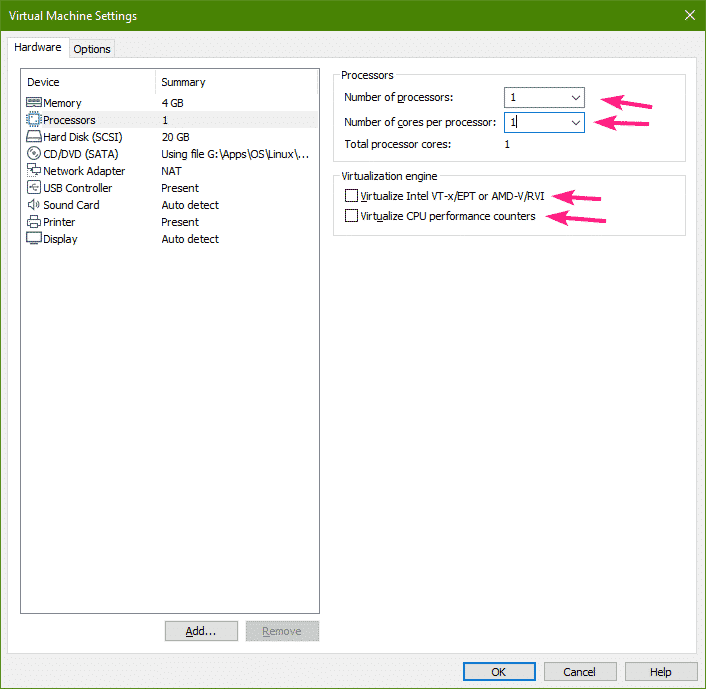 Virtual Machine Settings
Hardware
Options
Device Summary
Memory 4 GB
Processors 1
Hard Disk (SCSI) 20 GB
CD/DVD (SATA) Using file G:\Apps\OS\Linux\...
Network Adapter NAT
USB Controller Present
Sound Card Auto detect
Printer Present
Display Auto detect
Add...
Remove
Processors
Number of processors: 1
Number of cores per processor: 1
Total processor cores: 1
Virtualization engine
Virtualize Intel VT-x/EPT or AMD-V/RVI
Virtualize CPU performance counters
OK
Cancel
Help